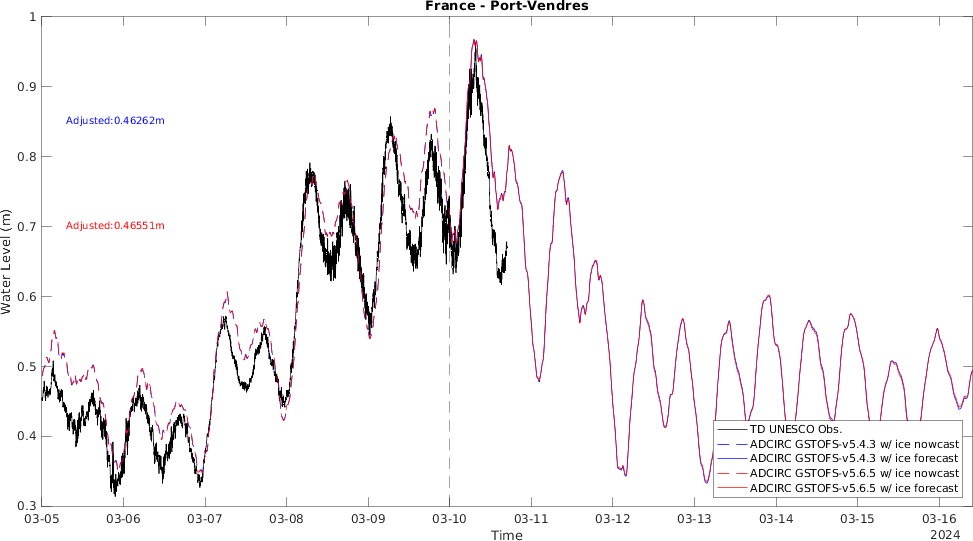 France - Port-Vendres
Water Level (m)
1
0.9
0.8
0.7
0.6
0.5
0.4
0.3
Adjusted:0.46262m
Adjusted:0.46551m
TD UNESCO Obs.
ADCIRC GSTOFS-v5.4.3 w/ ice nowcast
ADCIRC GSTOFS-v5.4.3 w/ ice forecast
ADCIRC GSTOFS-v5.6.5 w/ ice nowcast
ADCIRC GSTOFS-v5.6.5 w/ ice forecast
03-05 03-06 03-07 03-08 03-09 03-10 03-11 03-12 03-13 03-14 03-15 03-16
Time
2024